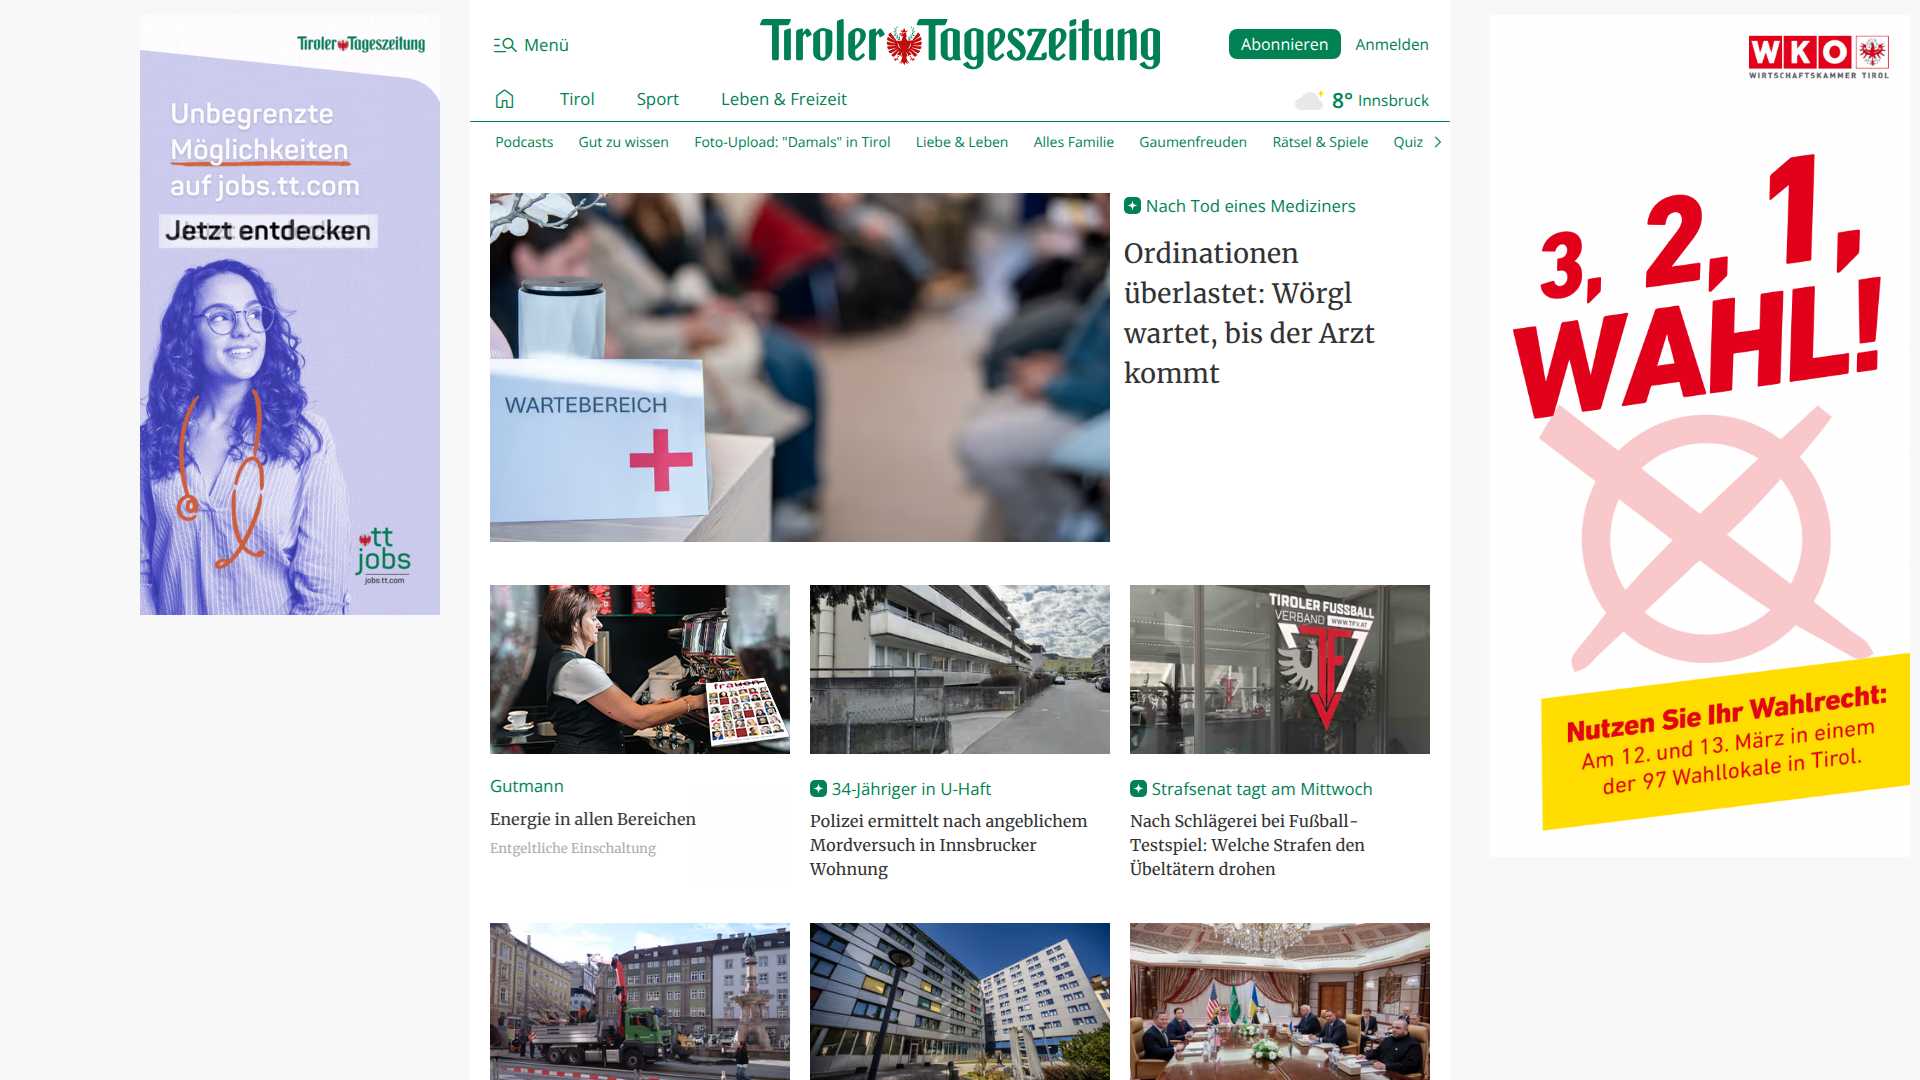 Tiroler Tageszeitung
Unbegrenzte
Möglichkeiten
auf jobs.tt.com
Jetzt entdecken
tt
jobs
jobs.tt.com
Menü
Tiroler Tageszeitung
Abonnieren
Anmelden
Tirol
Sport
Leben & Freizeit
8° Innsbruck
Podcasts
Gut zu wissen
Foto-Upload: "Damals" in Tirol
Liebe & Leben
Alles Familie
Gaumenfreuden
Rätsel & Spiele
Quiz
WARTEBEREICH
Nach Tod eines Mediziners
Ordinationen
überlastet: Wörgl
wartet, bis der Arzt
kommt
frauen
Gutmann
Energie in allen Bereichen
Entgeltliche Einschaltung
34-Jähriger in U-Haft
Polizei ermittelt nach angeblichem
Mordversuch in Innsbrucker
Wohnung
TIROLER FUSSBALL
VERBAND WWW.TFV.AT
Strafsenat tagt am Mittwoch
Nach Schlägerei bei Fußball-
Testspiel: Welche Strafen den
Übeltätern drohen
WKO
WIRTSCHAFTSKAMMER TIROL
3, 2, 1,
WAHL!
Nutzen Sie Ihr Wahlrecht:
Am 12. und 13. März in einem
der 97 Wahllokale in Tirol.